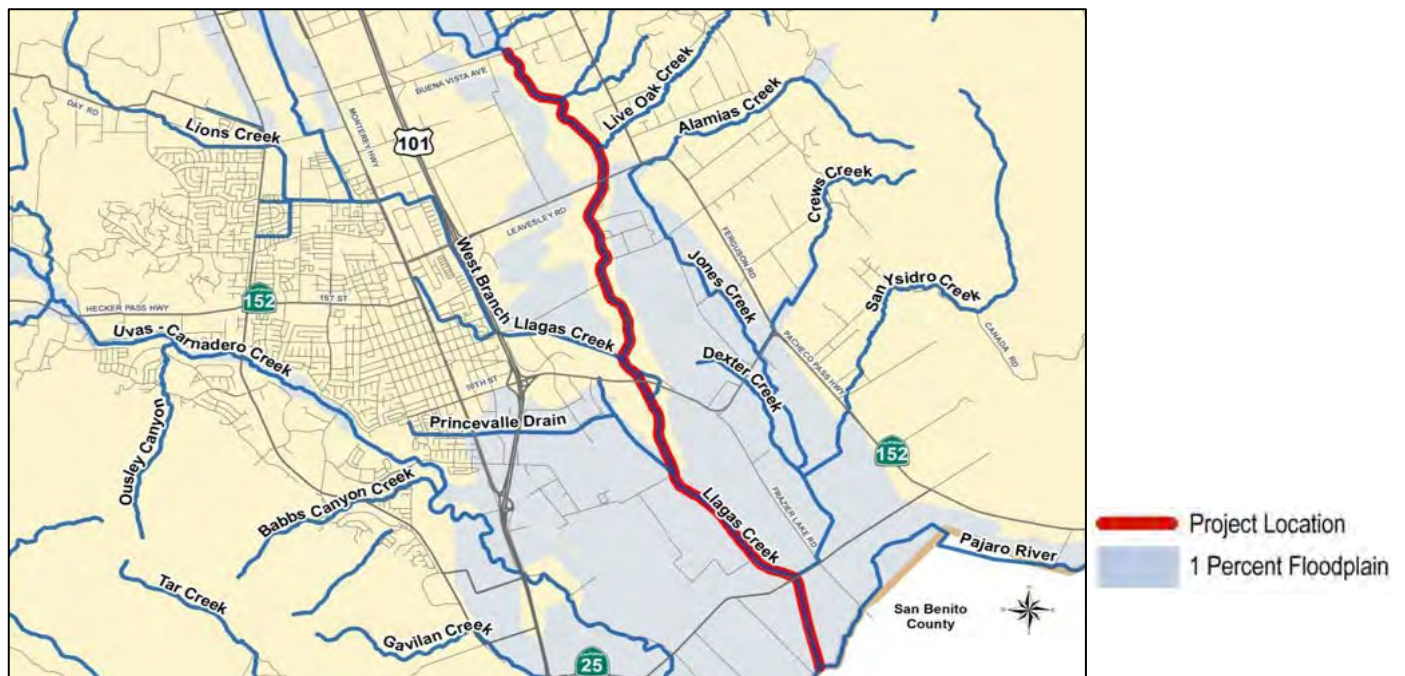 BUENA VISTA AVE
Live Oak Creek
Alamias Creek
DAY RD
Lions Creek
MONTEREY HWY
101
Crews Creek
LEAVESLEY RD
FERGUSON RD
West Branch
Jones Creek
San Ysidro Creek
CALIFORNIA
152
1ST ST
HECKER PASS HWY
Uvas - Carnadero Creek
Llagas Creek
CANADA RD
PACHECO PASS HWY
Dexter Creek
10TH ST
Princevalle Drain
Ousley Canyon
CALIFORNIA
152
Babbs Canyon Creek
Llagas Creek
FRAZIER LAKE RD
Project Location
Pajaro River
1 Percent Floodplain
Tar Creek
San Benito
County
Gavilan Creek
CALIFORNIA
25